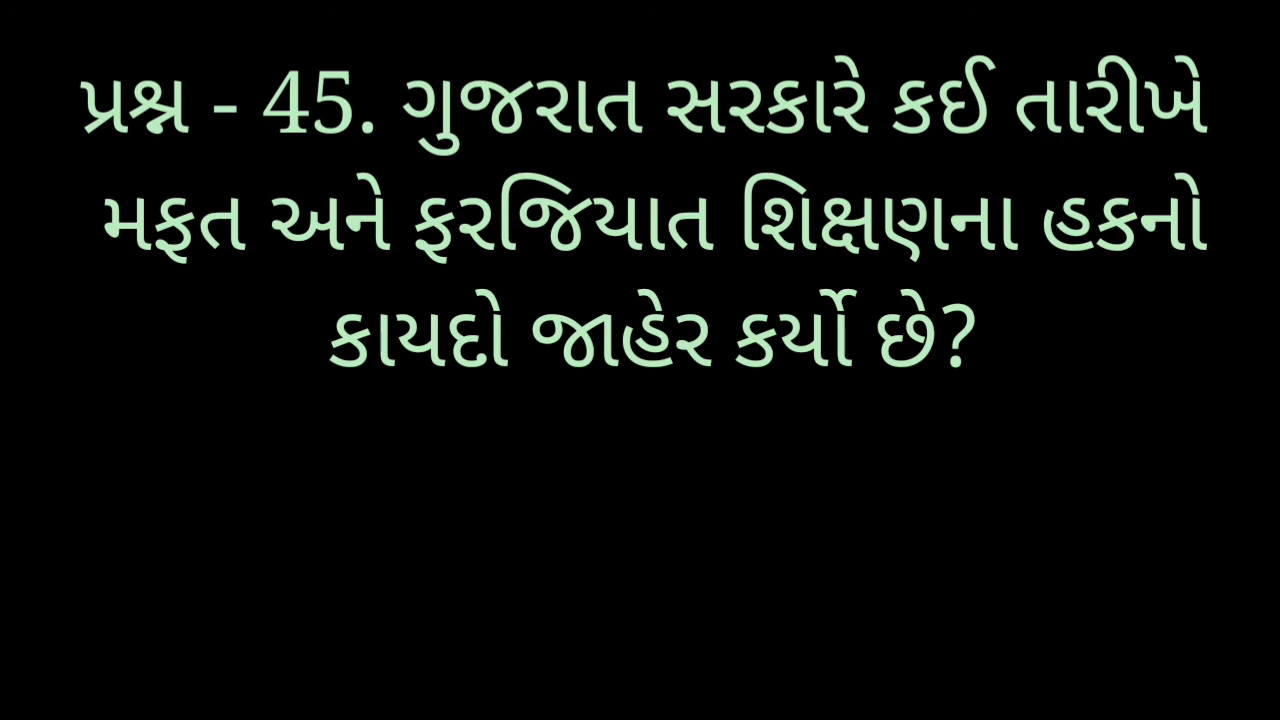 પ્રશ્ન - 45. ગુજરાત સરકારે કઈ તારીખે
મફત અને ફરજિયાત શિક્ષણના હકનો
કાયદો જાહેર કર્યો છે?